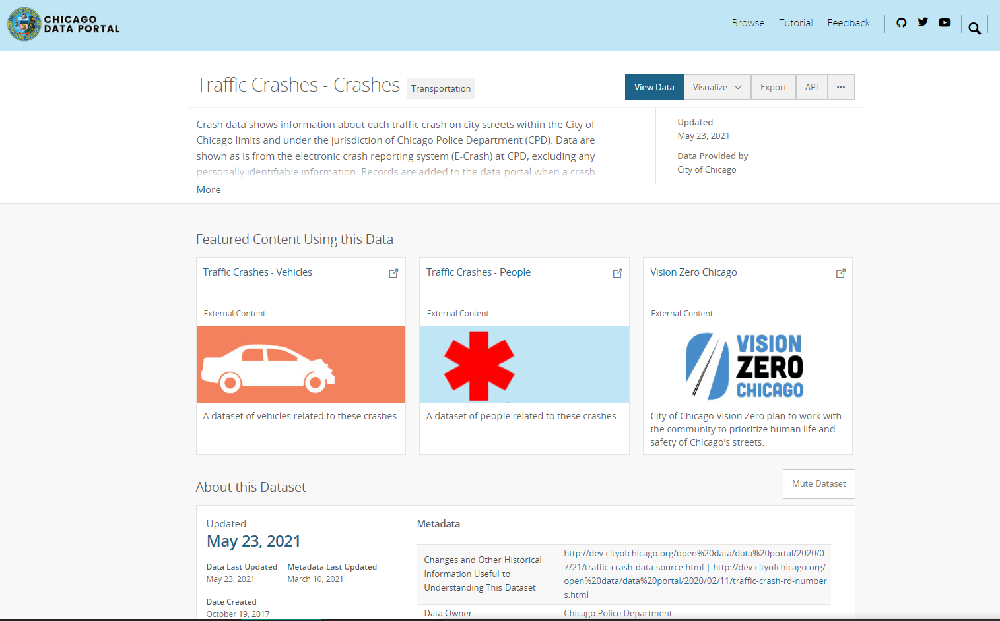 CHICAGO
DATA PORTAL
Browse Tutorial Feedback
Traffic Crashes - Crashes Transportation
View Data Visualize Export API ...
Crash data shows information about each traffic crash on city streets within the City of
Chicago limits and under the jurisdiction of Chicago Police Department (CPD). Data are
shown as is from the electronic crash reporting system (E-Crash) at CPD, excluding any
personally identifiable information. Records are added to the data portal when a crash
More
Updated
May 23, 2021
Data Provided by
City of Chicago
Featured Content Using this Data
Traffic Crashes - Vehicles
External Content
A dataset of vehicles related to these crashes
Traffic Crashes - People
External Content
A dataset of people related to these crashes
Vision Zero Chicago
External Content
VISION
ZERO
CHICAGO
City of Chicago Vision Zero plan to work with
the community to prioritize human life and
safety of Chicago's streets.
About this Dataset
Mute Dataset
Updated
May 23, 2021
Data Last Updated Metadata Last Updated
May 23, 2021 March 10, 2021
Date Created
October 19, 2017
Metadata
Changes and Other Historical
Information Useful to
Understanding This Dataset
http://dev.cityofchicago.org/open%20data/data%20portal/2020/0
7/21/traffic-crash-data-source.html | http://dev.cityofchicago.org/
open%20data/data%20portal/2020/02/11/traffic-crash-rd-number
s.html
Data Owner Chicago Police Department